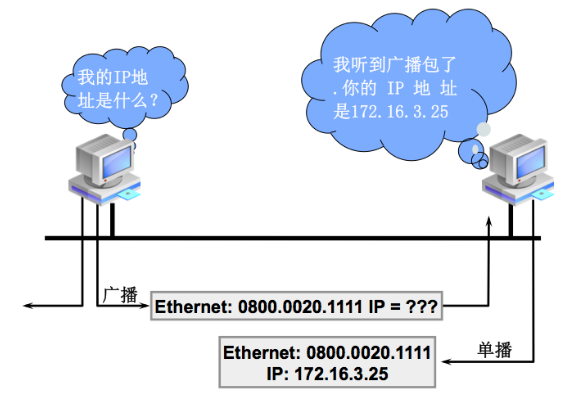 我的IP地
址是什么？
我听到广播包了
.你的 IP 地 址
是172.16.3.25
广播
Ethernet: 0800.0020.1111 IP = ???
Ethernet: 0800.0020.1111
IP: 172.16.3.25
单播